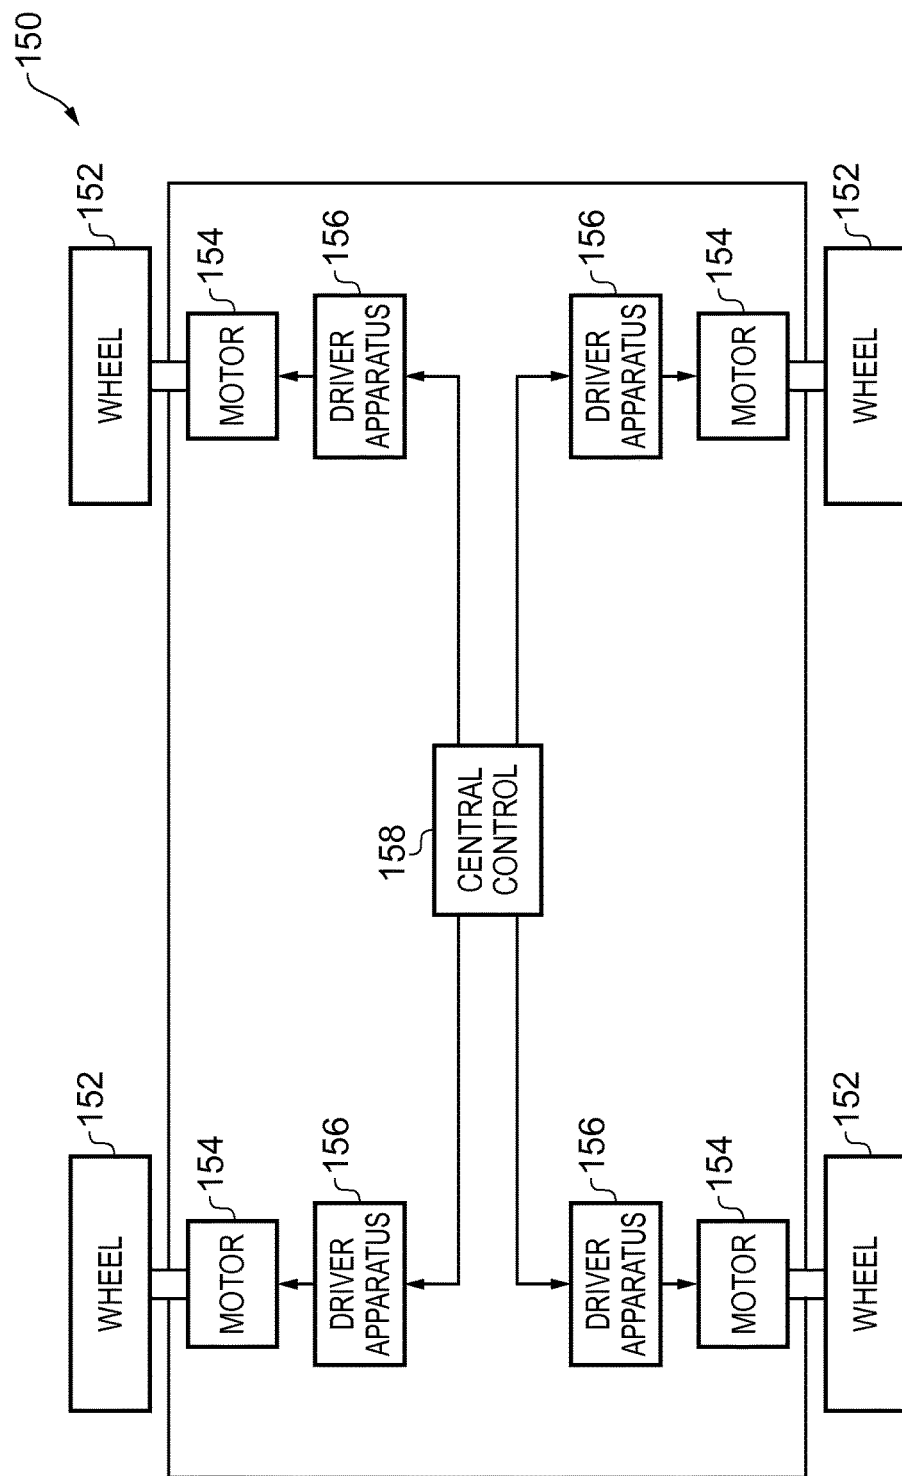 150
152
152
WHEEL
WHEEL
154
154
MOTOR
MOTOR
156
156
DRIVER
APPARATUS
DRIVER
APPARATUS
158
CENTRAL
CONTROL
156
156
DRIVER
APPARATUS
DRIVER
APPARATUS
154
154
MOTOR
MOTOR
152
152
WHEEL
WHEEL